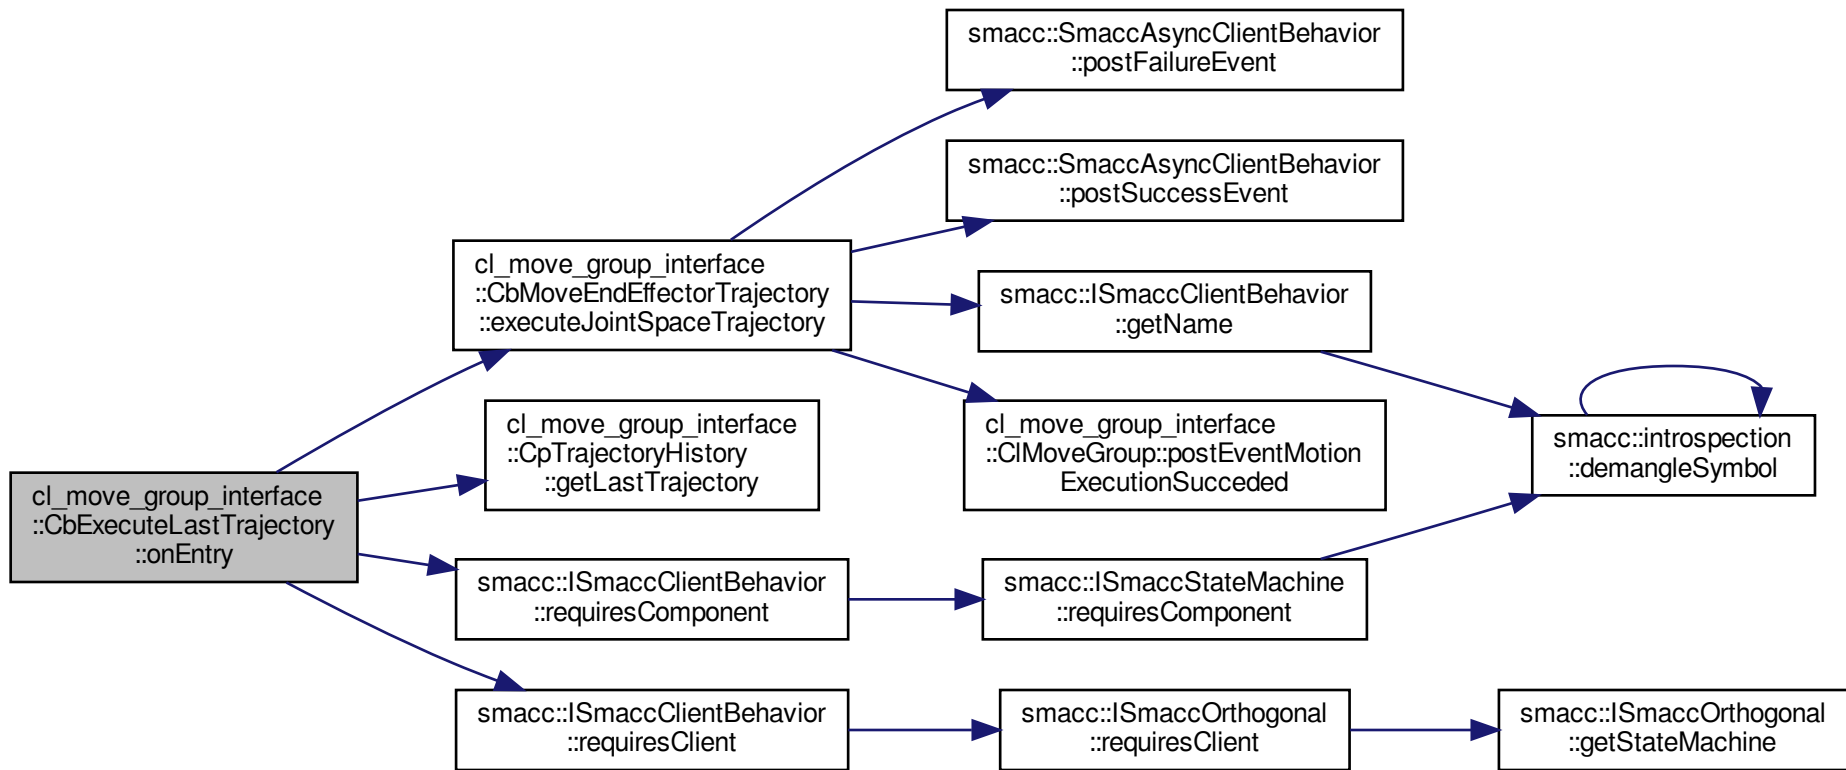 smacc::SmaccAsyncClientBehavior
::postFailureEvent
smacc::SmaccAsyncClientBehavior
::postSuccessEvent
cl_move_group_interface
::CbMoveEndEffectorTrajectory
::executeJointSpaceTrajectory
smacc::ISmaccClientBehavior
::getName
cl_move_group_interface
::CpTrajectoryHistory
::getLastTrajectory
cl_move_group_interface
::ClMoveGroup::postEventMotion
ExecutionSucceded
smacc::introspection
::demangleSymbol
cl_move_group_interface
::CbExecuteLastTrajectory
::onEntry
smacc::ISmaccClientBehavior
::requiresComponent
smacc::ISmaccStateMachine
::requiresComponent
smacc::ISmaccClientBehavior
::requiresClient
smacc::ISmaccOrthogonal
::requiresClient
smacc::ISmaccOrthogonal
::getStateMachine